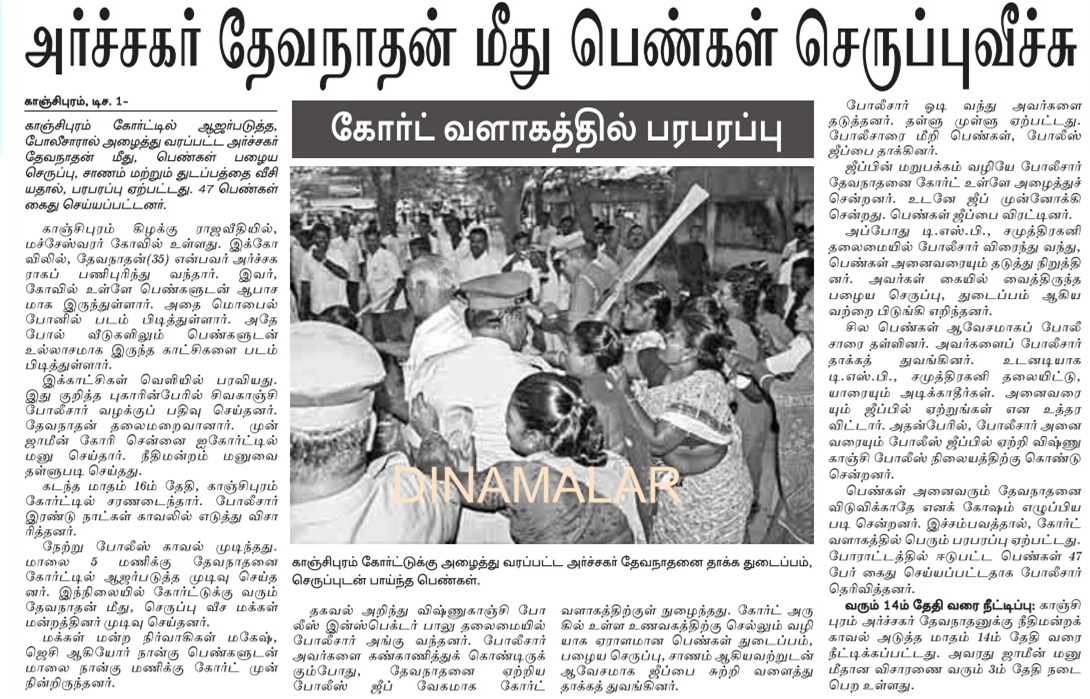 அர்ச்சகர் தேவநாதன் மீது பெண்கள் செருப்புவீச்சு
காஞ்சிபுரம், டிச. 1–
காஞ்சிபுரம் கோர்ட்டில் ஆஜர்படுத்த,
போலீசாரால் அழைத்து வரப்பட்ட அர்ச்சகர்
தேவநாதன் மீது, பெண்கள் பழைய
செருப்பு, சாணம் மற்றும் துடப்பத்தை வீசி
யதால், பரபரப்பு ஏற்பட்டது. 47 பெண்கள்
கைது செய்யப்பட்டனர்.
காஞ்சிபுரம் கிழக்கு ராஜவீதியில்,
மச்சேஸ்வரர் கோவில் உள்ளது. இக்கோ
விலில், தேவநாதன்(35) என்பவர் அர்ச்சக
ராகப் பணிபுரிந்து வந்தார். இவர்,
கோவில் உள்ளே பெண்களுடன் ஆபாச
மாக இருந்துள்ளார். அதை மொபைல்
போனில் படம் பிடித்துள்ளார். அதே
போல் வீடுகளிலும் பெண்களுடன்
உல்லாசமாக இருந்த காட்சிகளை படம்
பிடித்துள்ளார்.
இக்காட்சிகள் வெளியில் பரவியது.
இது குறித்த புகாரின்பேரில் சிவகாஞ்சி
போலீசார் வழக்குப் பதிவு செய்தனர்.
தேவநாதன் தலைமறைவானார். முன்
ஜாமீன் கோரி சென்னை ஐகோர்ட்டில்
மனு செய்தார். நீதிமன்றம் மனுவை
தள்ளுபடி செய்தது.
கடந்த மாதம் 16ம் தேதி, காஞ்சிபுரம்
கோர்ட்டில் சரணடைந்தார். போலீசார்
இரண்டு நாட்கள் காவலில் எடுத்து விசா
ரித்தனர்.
நேற்று போலீஸ் காவல் முடிந்தது.
மாலை 5 மணிக்கு தேவநாதனை
கோர்ட்டில் ஆஜர்படுத்த முடிவு செய்த
னர். இந்நிலையில் கோர்ட்டுக்கு வரும்
தேவநாதன் மீது, செருப்பு வீச மக்கள்
மன்றத்தினர் முடிவு செய்தனர்.
மக்கள் மன்ற நிர்வாகிகள் மகேஷ்,
ஜெசி ஆகியோர் நான்கு பெண்களுடன்
மாலை நான்கு மணிக்கு கோர்ட் முன்
நின்றிருந்தனர்.
கோர்ட் வளாகத்தில் பரபரப்பு
DINAMALAR
காஞ்சிபுரம் கோர்ட்டுக்கு அழைத்து வரப்பட்ட அர்ச்சகர் தேவநாதனை தாக்க துடைப்பம்,
செருப்புடன் பாய்ந்த பெண்கள்.
தகவல் அறிந்து விஷ்ணுகாஞ்சி போ
லீஸ் இன்ஸ்பெக்டர் பாலு தலைமையில்
போலீசார் அங்கு வந்தனர். போலீசார்
அவர்களை கண்காணித்துக் கொண்டிருக்
கும்போது, தேவநாதனை ஏற்றிய
போலீஸ் ஜீப் வேகமாக கோர்ட்
வளாகத்திற்குள் நுழைந்தது. கோர்ட் அரு
கில் உள்ள உணவகத்திற்கு செல்லும் வழி
யாக ஏராளமான பெண்கள் துடைப்பம்,
பழைய செருப்பு, சாணம் ஆகியவற்றுடன்
ஆவேசமாக ஜீப்பை சுற்றி வளைத்து
தாக்கத் துவங்கினர்.
போலீசார் ஓடி வந்து அவர்களை
தடுத்தனர். தள்ளு முள்ளு ஏற்பட்டது.
போலீசாரை மீறி பெண்கள், போலீஸ்
ஜீப்பை தாக்கினர்.
ஜீப்பின் மறுபக்கம் வழியே போலீசார்
தேவநாதனை கோர்ட் உள்ளே அழைத்துச்
சென்றனர். உடனே ஜீப் முன்னோக்கி
சென்றது. பெண்கள் ஜீப்பை விரட்டினர்.
அப்போது டி.எஸ்.பி., சமுத்திரகனி
தலைமையில் போலீசார் விரைந்து வந்து,
பெண்கள் அனைவரையும் தடுத்து நிறுத்தி
னர். அவர்கள் கையில் வைத்திருந்த
பழைய செருப்பு, துடைப்பம் ஆகிய
வற்றை பிடுங்கி எறிந்தனர்.
சில பெண்கள் ஆவேசமாகப் போலீ
சாரை தள்ளினர். அவர்களைப் போலீசார்
தாக்கத் துவங்கினர். உடனடியாக
டி.எஸ்.பி., சமுத்திரகனி தலையிட்டு,
யாரையும் அடிக்காதீர்கள். அனைவரை
யும் ஜீப்பில் ஏற்றுங்கள் என உத்தர
விட்டார். அதன்பேரில், போலீசார் அனை
வரையும் போலீஸ் ஜீப்பில் ஏற்றி விஷ்ணு
காஞ்சி போலீஸ் நிலையத்திற்கு கொண்டு
சென்றனர்.
பெண்கள் அனைவரும் தேவநாதனை
விடுவிக்காதே எனக் கோஷம் எழுப்பிய
படி சென்றனர். இச்சம்பவத்தால், கோர்ட்
வளாகத்தில் பெரும் பரபரப்பு ஏற்பட்டது.
போராட்டத்தில் ஈடுபட்ட பெண்கள் 47
பேர் கைது செய்யப்பட்டதாக போலீசார்
தெரிவித்தனர்.
வரும் 14ம் தேதி வரை நீட்டிப்பு: காஞ்சி
புரம் அர்ச்சகர் தேவநாதனுக்கு நீதிமன்றக்
காவல் அடுத்த மாதம் 14ம் தேதி வரை
நீட்டிக்கப்பட்டது. அவரது ஜாமீன் மனு
மீதான விசாரணை வரும் 3ம் தேதி நடை
பெற உள்ளது.